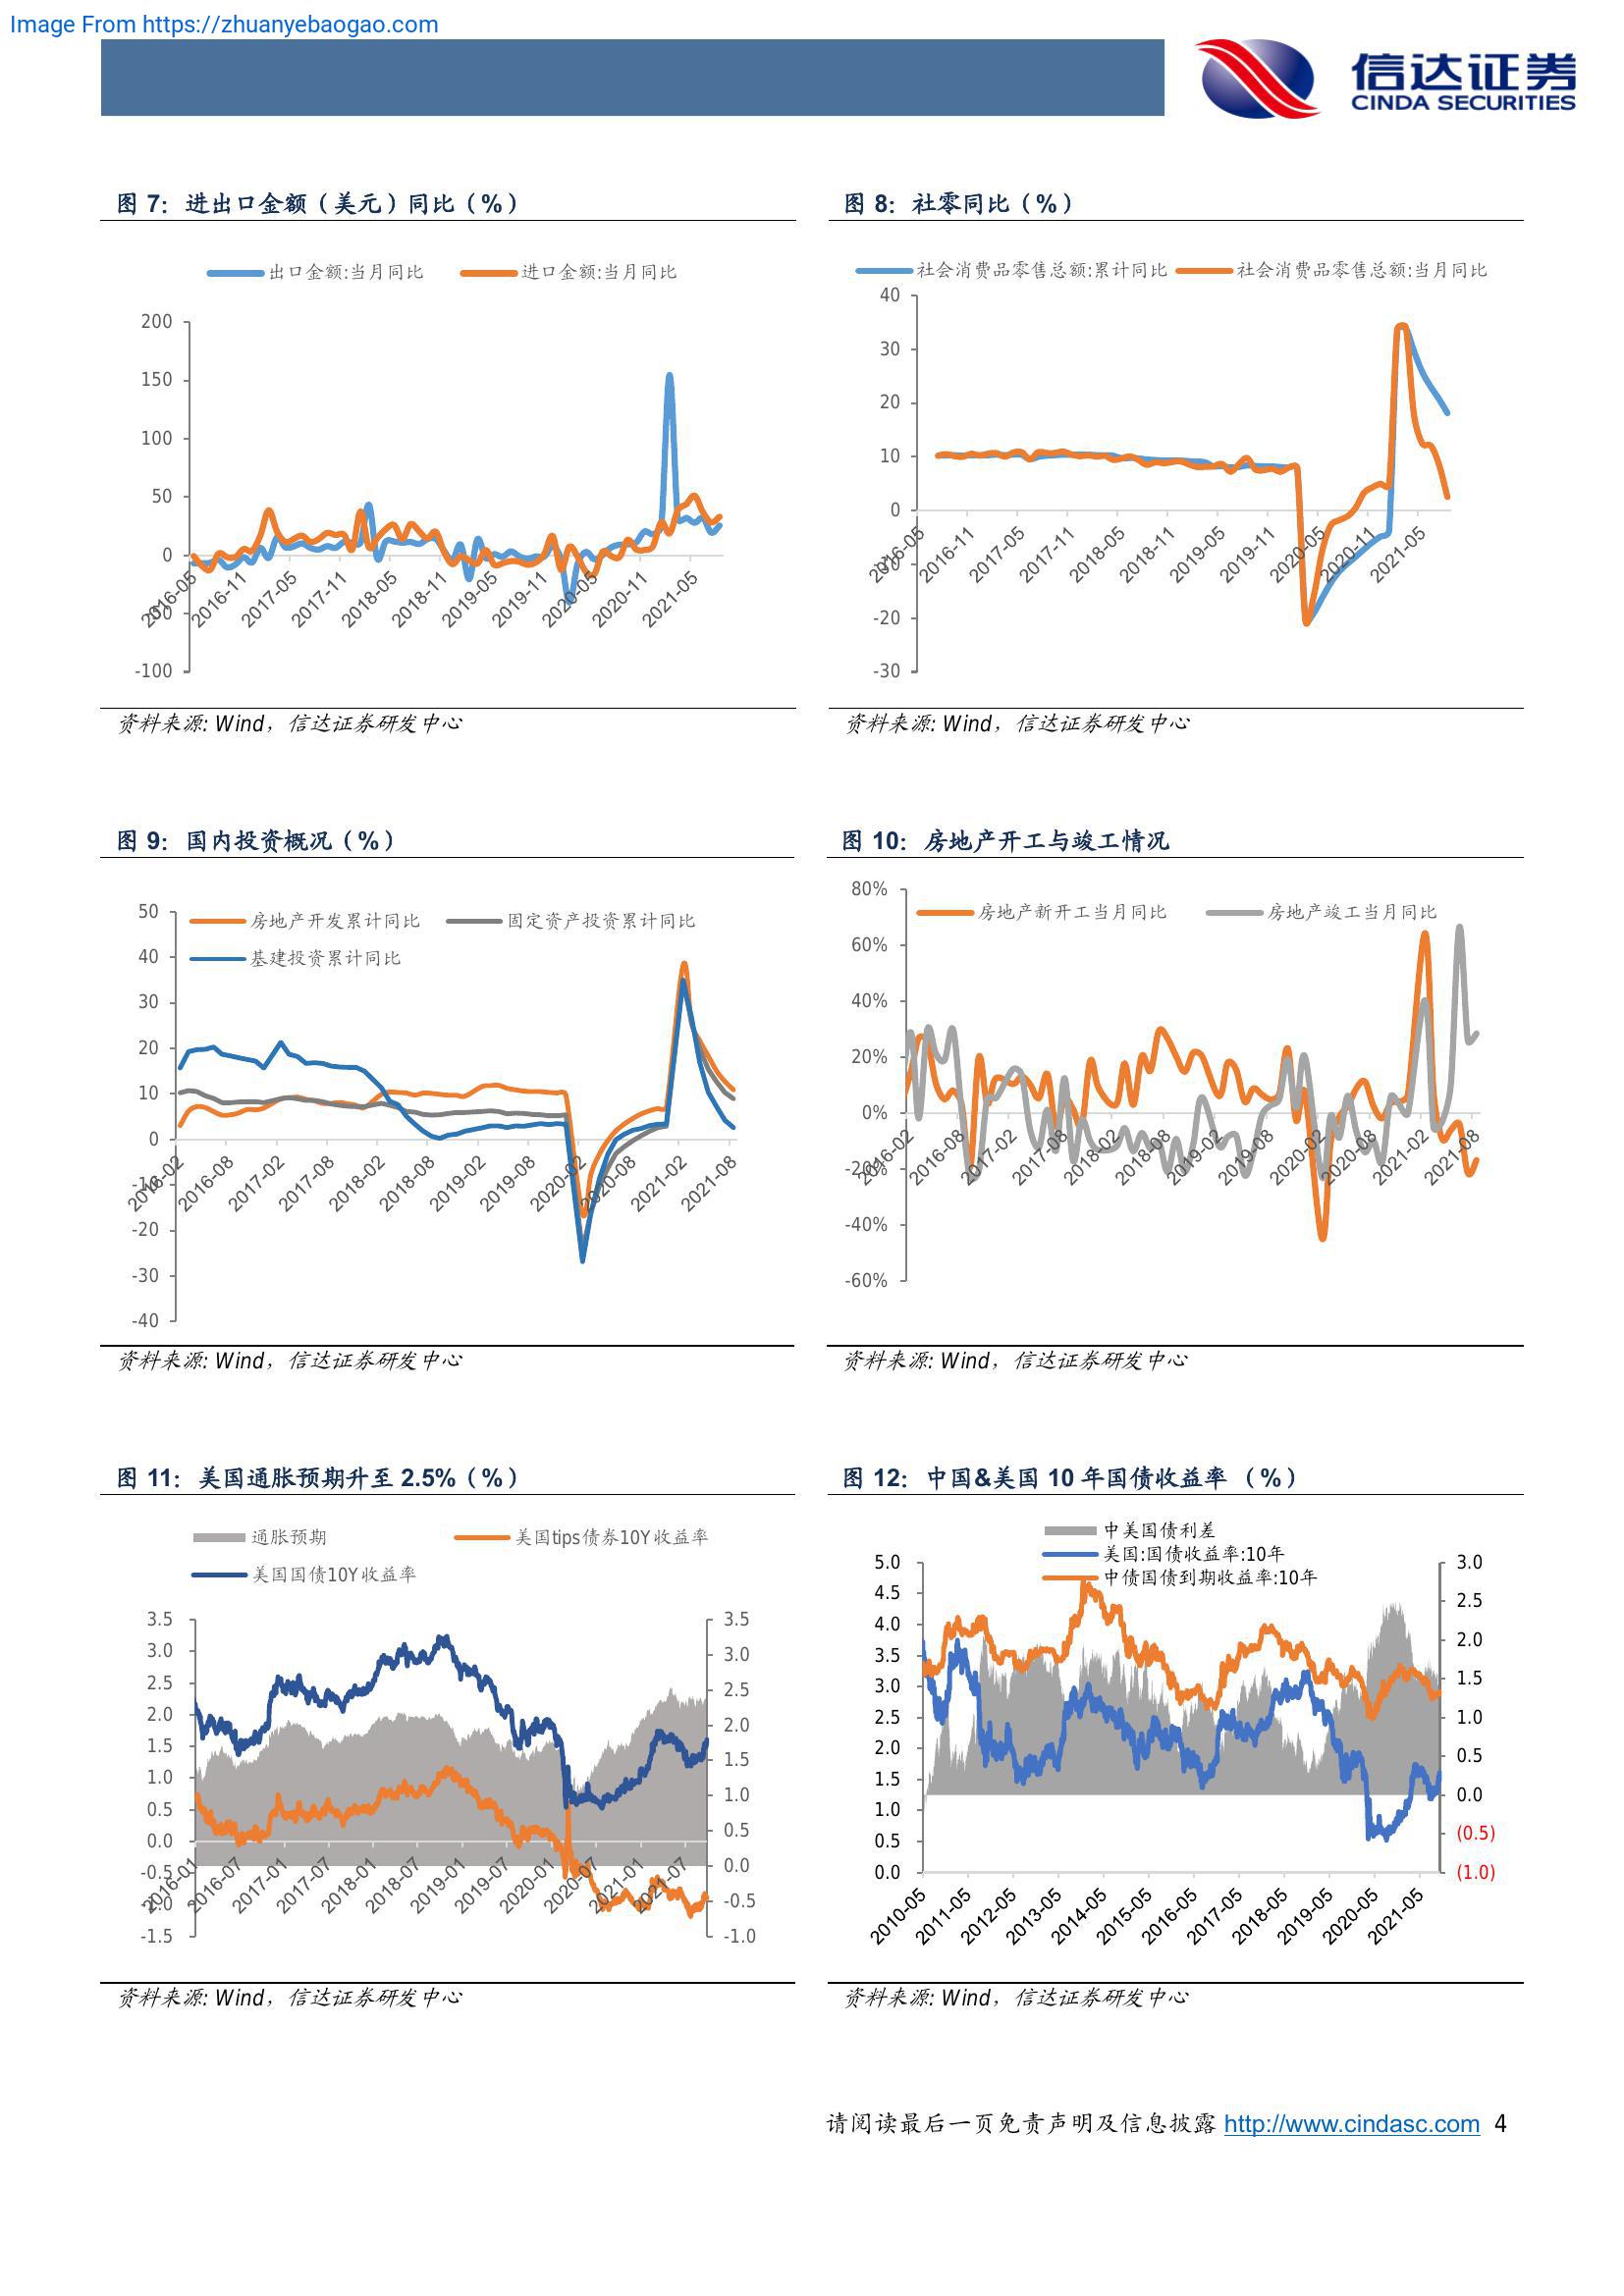 Image From https://zhuanyebaogao.com
信达证券
CINDA SECURITIES
图 7：进出口金额（美元）同比（%）
出口金额:当月同比 进口金额:当月同比
200
150
100
50
0
-50
-100
2016-05 2016-11 2017-05 2017-11 2018-05 2018-11 2019-05 2019-11 2020-05 2020-11 2021-05
资料来源: Wind，信达证券研发中心
图 8：社零同比（%）
社会消费品零售总额:累计同比 社会消费品零售总额:当月同比
40
30
20
10
0
-10
-20
-30
2016-05 2016-11 2017-05 2017-11 2018-05 2018-11 2019-05 2019-11 2020-05 2020-11 2021-05
资料来源: Wind，信达证券研发中心
图 9：国内投资概况（%）
房地产开发累计同比 固定资产投资累计同比
基建投资累计同比
50
40
30
20
10
0
-10
-20
-30
-40
2016-02 2016-08 2017-02 2017-08 2018-02 2018-08 2019-02 2019-08 2020-02 2020-08 2021-02 2021-08
资料来源: Wind，信达证券研发中心
图 10：房地产开工与竣工情况
房地产新开工当月同比 房地产竣工当月同比
80%
60%
40%
20%
0%
-20%
-40%
-60%
2016-02 2016-08 2017-02 2017-08 2018-02 2018-08 2019-02 2019-08 2020-02 2020-08 2021-02 2021-08
资料来源: Wind，信达证券研发中心
图 11：美国通胀预期升至 2.5%（%）
通胀预期 美国tips债券10Y收益率
美国国债10Y收益率
3.5
3.0
2.5
2.0
1.5
1.0
0.5
0.0
-0.5
-1.0
-1.5
3.5
3.0
2.5
2.0
1.5
1.0
0.5
0.0
-0.5
-1.0
2016-01 2016-07 2017-01 2017-07 2018-01 2018-07 2019-01 2019-07 2020-01 2020-07 2021-01 2021-07
资料来源: Wind，信达证券研发中心
图 12：中国&美国 10 年国债收益率 （%）
中美国债利差
美国:国债收益率:10年
中债国债到期收益率:10年
5.0
4.5
4.0
3.5
3.0
2.5
2.0
1.5
1.0
0.5
0.0
3.0
2.5
2.0
1.5
1.0
0.5
0.0
(0.5)
(1.0)
2010-05 2011-05 2012-05 2013-05 2014-05 2015-05 2016-05 2017-05 2018-05 2019-05 2020-05 2021-05
资料来源: Wind，信达证券研发中心
请阅读最后一页免责声明及信息披露 http://www.cindasc.com 4